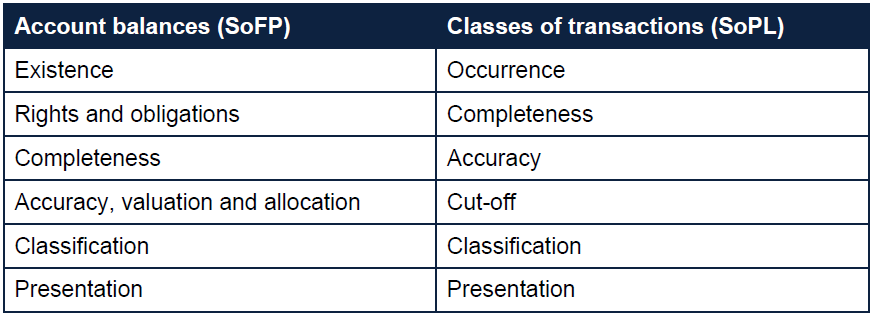 Account balances (SoFP) Classes of transactions (SoPL)
Existence Occurrence
Rights and obligations Completeness
Completeness Accuracy
Accuracy, valuation and allocation Cut-off
Classification Classification
Presentation Presentation